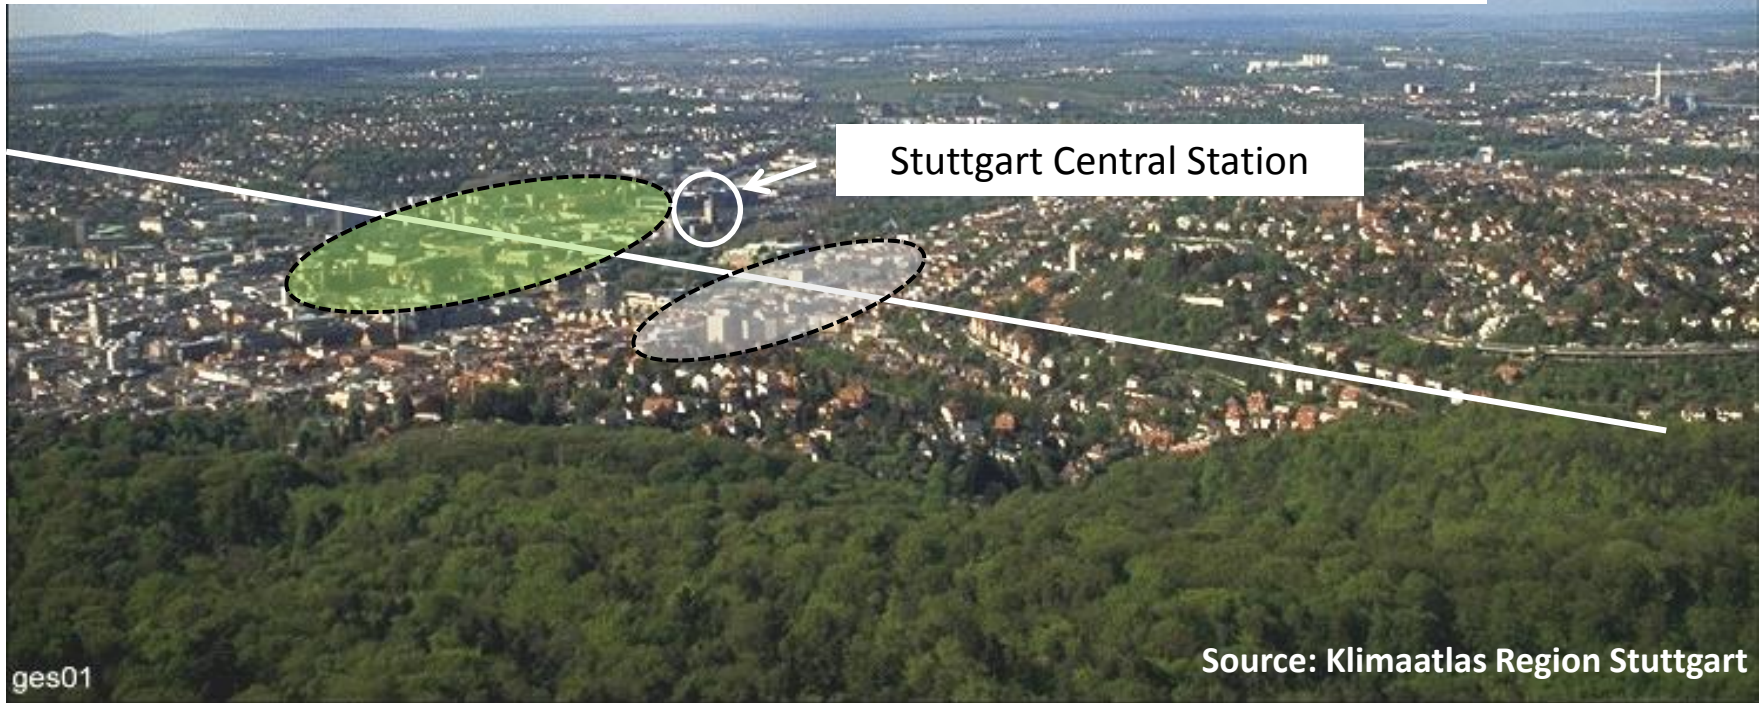 Stuttgart Central Station
Source: Klimaatlas Region Stuttgart
ges01